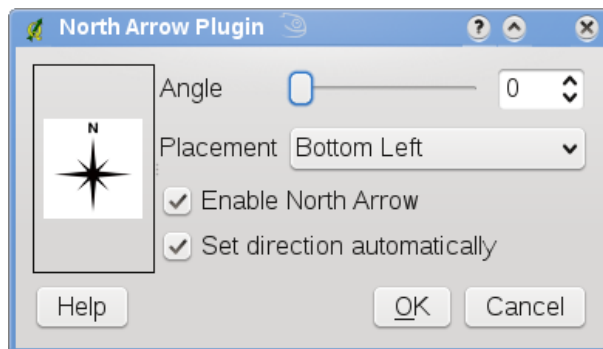 North Arrow Plugin
?
N
Angle 0
Placement Bottom Left
Enable North Arrow
Set direction automatically
Help OK Cancel